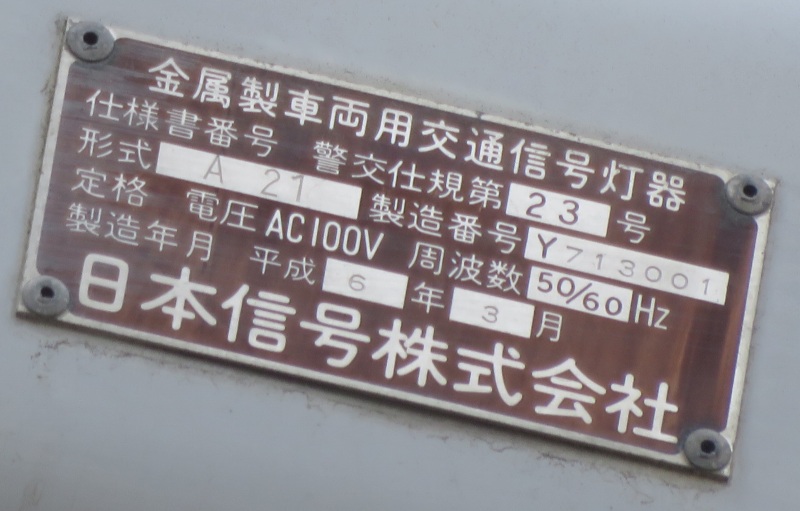 金属製車両用交通信号灯器
仕様書番号 警交仕規第 23 号
形式 A 21 製造番号 Y713001
定格 電圧 AC100V 周波数 50/60 Hz
製造年月 平成 6 年 3 月
日本信号株式会社